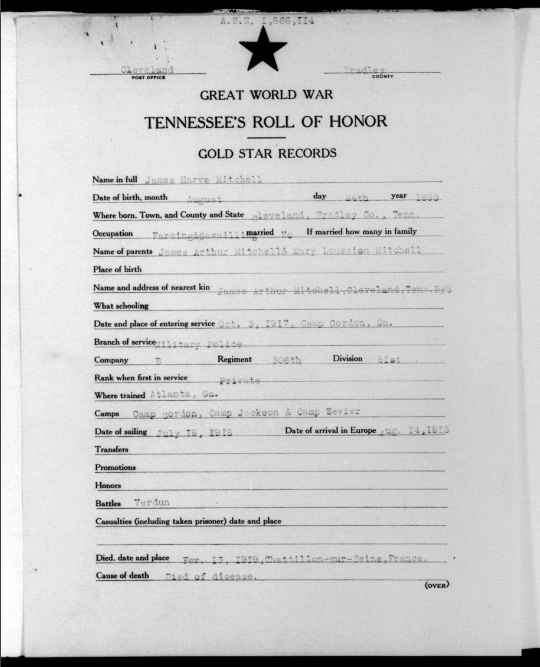 A.S.N. 1,866,114
Cleveland Bradley
POST OFFICE COUNTY
GREAT WORLD WAR
TENNESSEE'S ROLL OF HONOR
GOLD STAR RECORDS
Name in full James Harve Mitchell
Date of birth, month August day 24th year 1893
Where born, Town, and County and State Cleveland, Bradley Co., Tenn.
Occupation Farming&Sawmilling married No If married how many in family
Name of parents James Arthur Mitchell& Mary Mitchell
Place of birth
Name and address of nearest kin James Arthur Mitchell,Cleveland,Tenn.
What schooling
Date and place of entering service Oct. 3, 1917, Camp Gordon, Ga.
Branch of service Military Police
Company B Regiment 306th Division 81st
Rank when first in service Private
Where trained Atlanta, Ga.
Camps Camp gordon, Camp Jackson & Camp Sevier
Date of sailing July 18, 1918 Date of arrival in Europe Aug. 14,1918
Transfers
Promotions
Honors
Battles Verdun
Casualties (including taken prisoner) date and place
Died, date and place 13, 1919,Chattillon-sur-Seine,France.
Cause of death Died of disease.
(OVER)